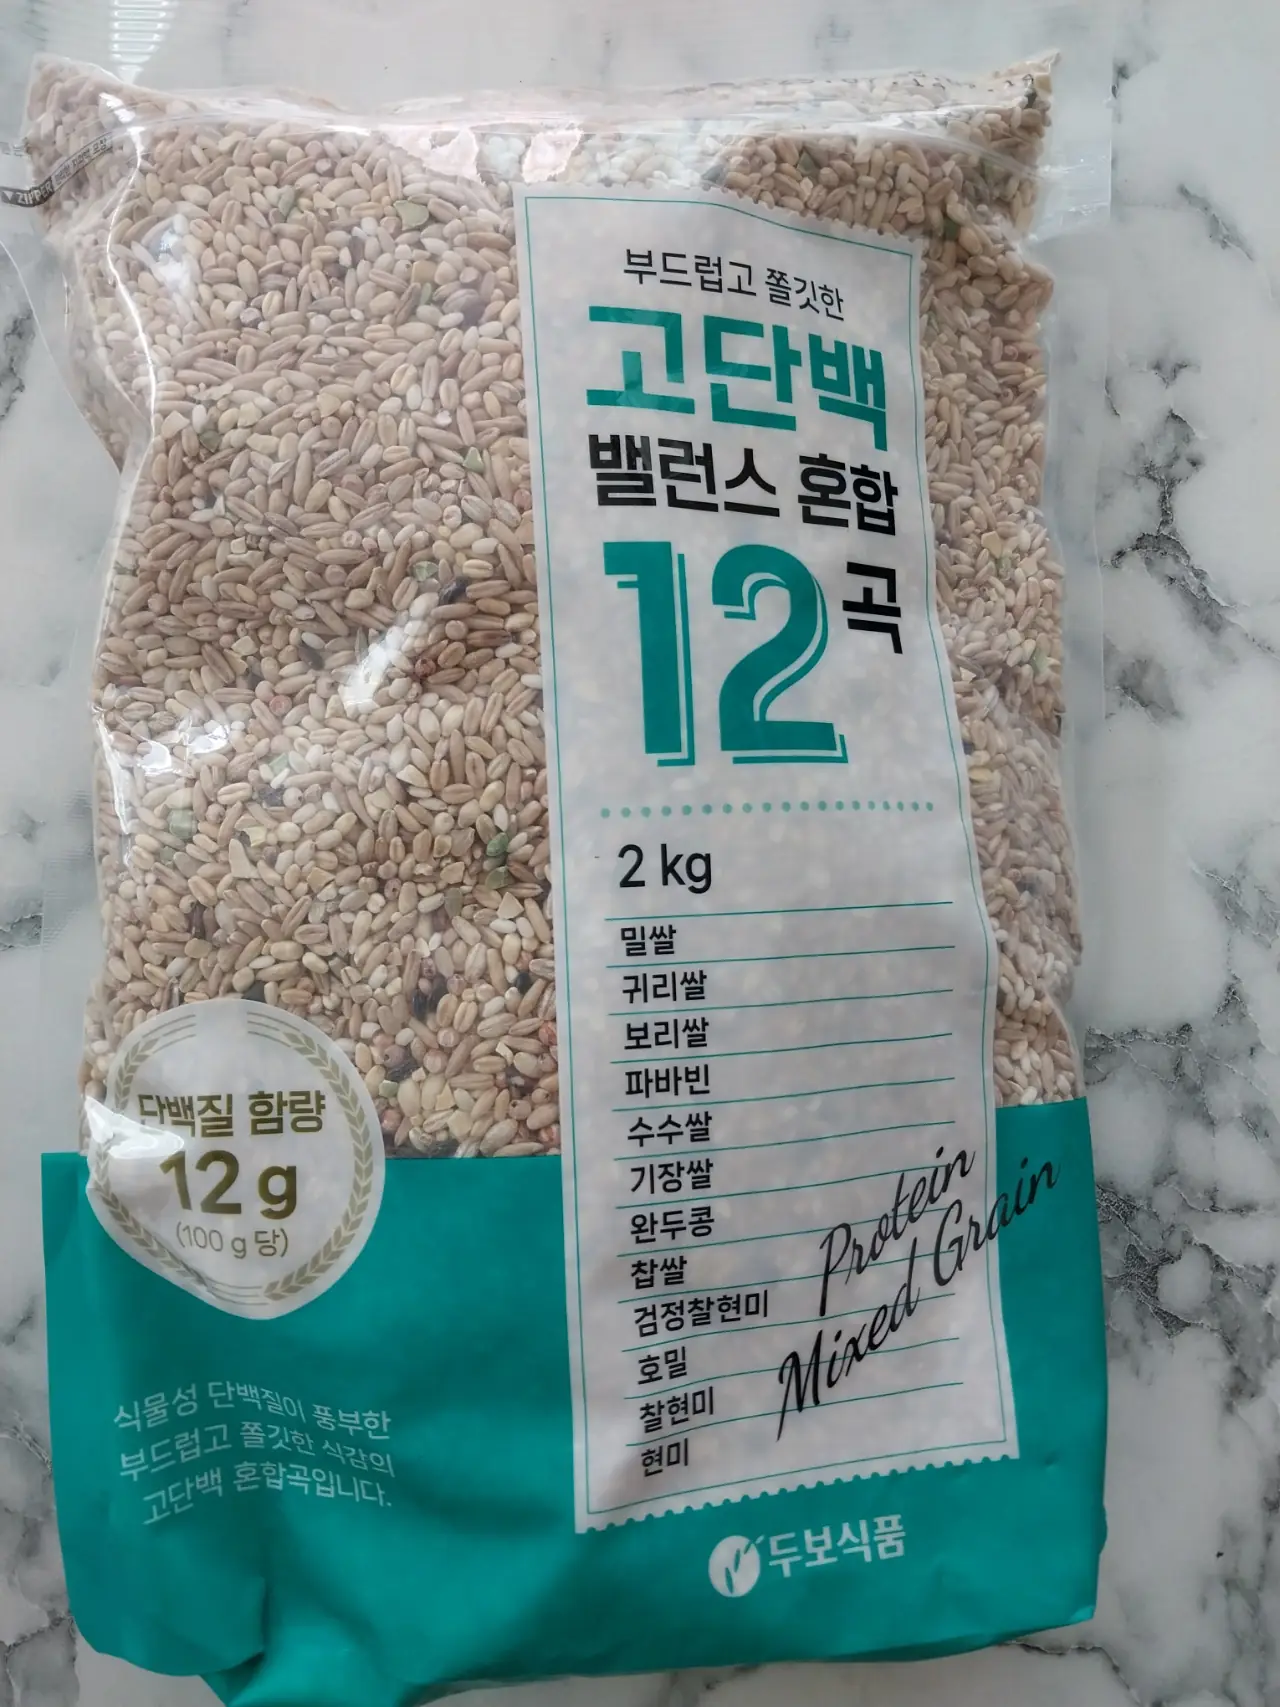 ZIPPER
부드럽고 쫄깃한
고단백
밸런스 혼합
12곡
2 kg
밀쌀
귀리쌀
보리쌀
파바빈
수수쌀
기장쌀
완두콩
찹쌀
검정찰현미
호밀
찰현미
현미
Protein
Mixed Grain
단백질 함량
12 g
(100 g 당)
식물성 단백질이 풍부한
부드럽고 쫄깃한 식감의
고단백 혼합곡입니다.
두보식품